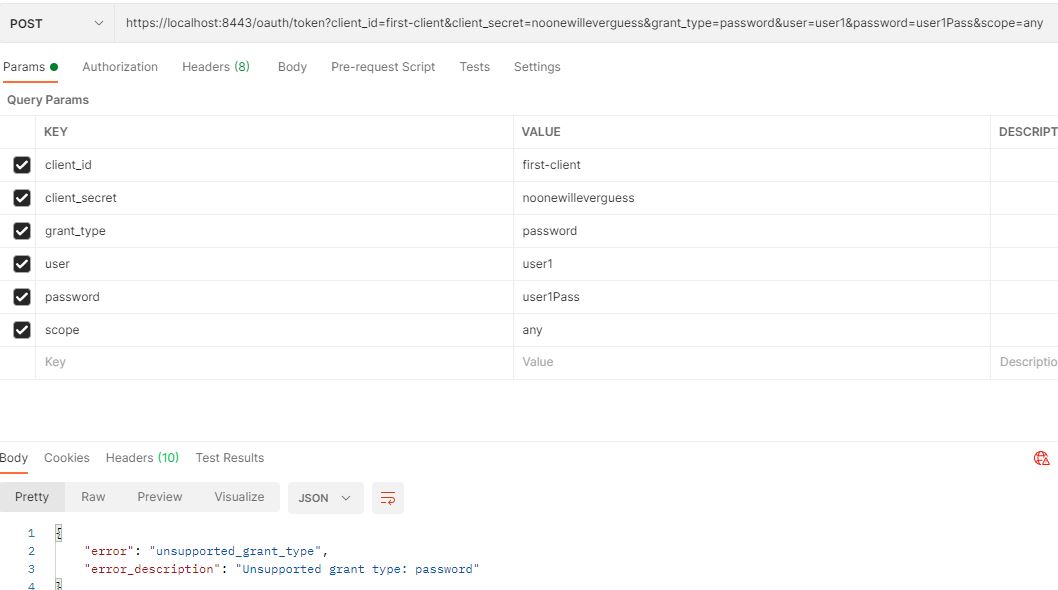 POST https://localhost:8443/oauth/token?client_id=first-client&client_secret=noonewilleverguess&grant_type=password&user=user1&password=user1Pass&scope=any
Params Authorization Headers (8) Body Pre-request Script Tests Settings
Query Params
KEY VALUE DESCRIPT
client_id first-client
client_secret noonewilleverguess
grant_type password
user user1
password user1Pass
scope any
Key Value Descriptio
Body Cookies Headers (10) Test Results
Pretty Raw Preview Visualize JSON
1 {
2 "error": "unsupported_grant_type",
3 "error_description": "Unsupported grant type: password"
4 }